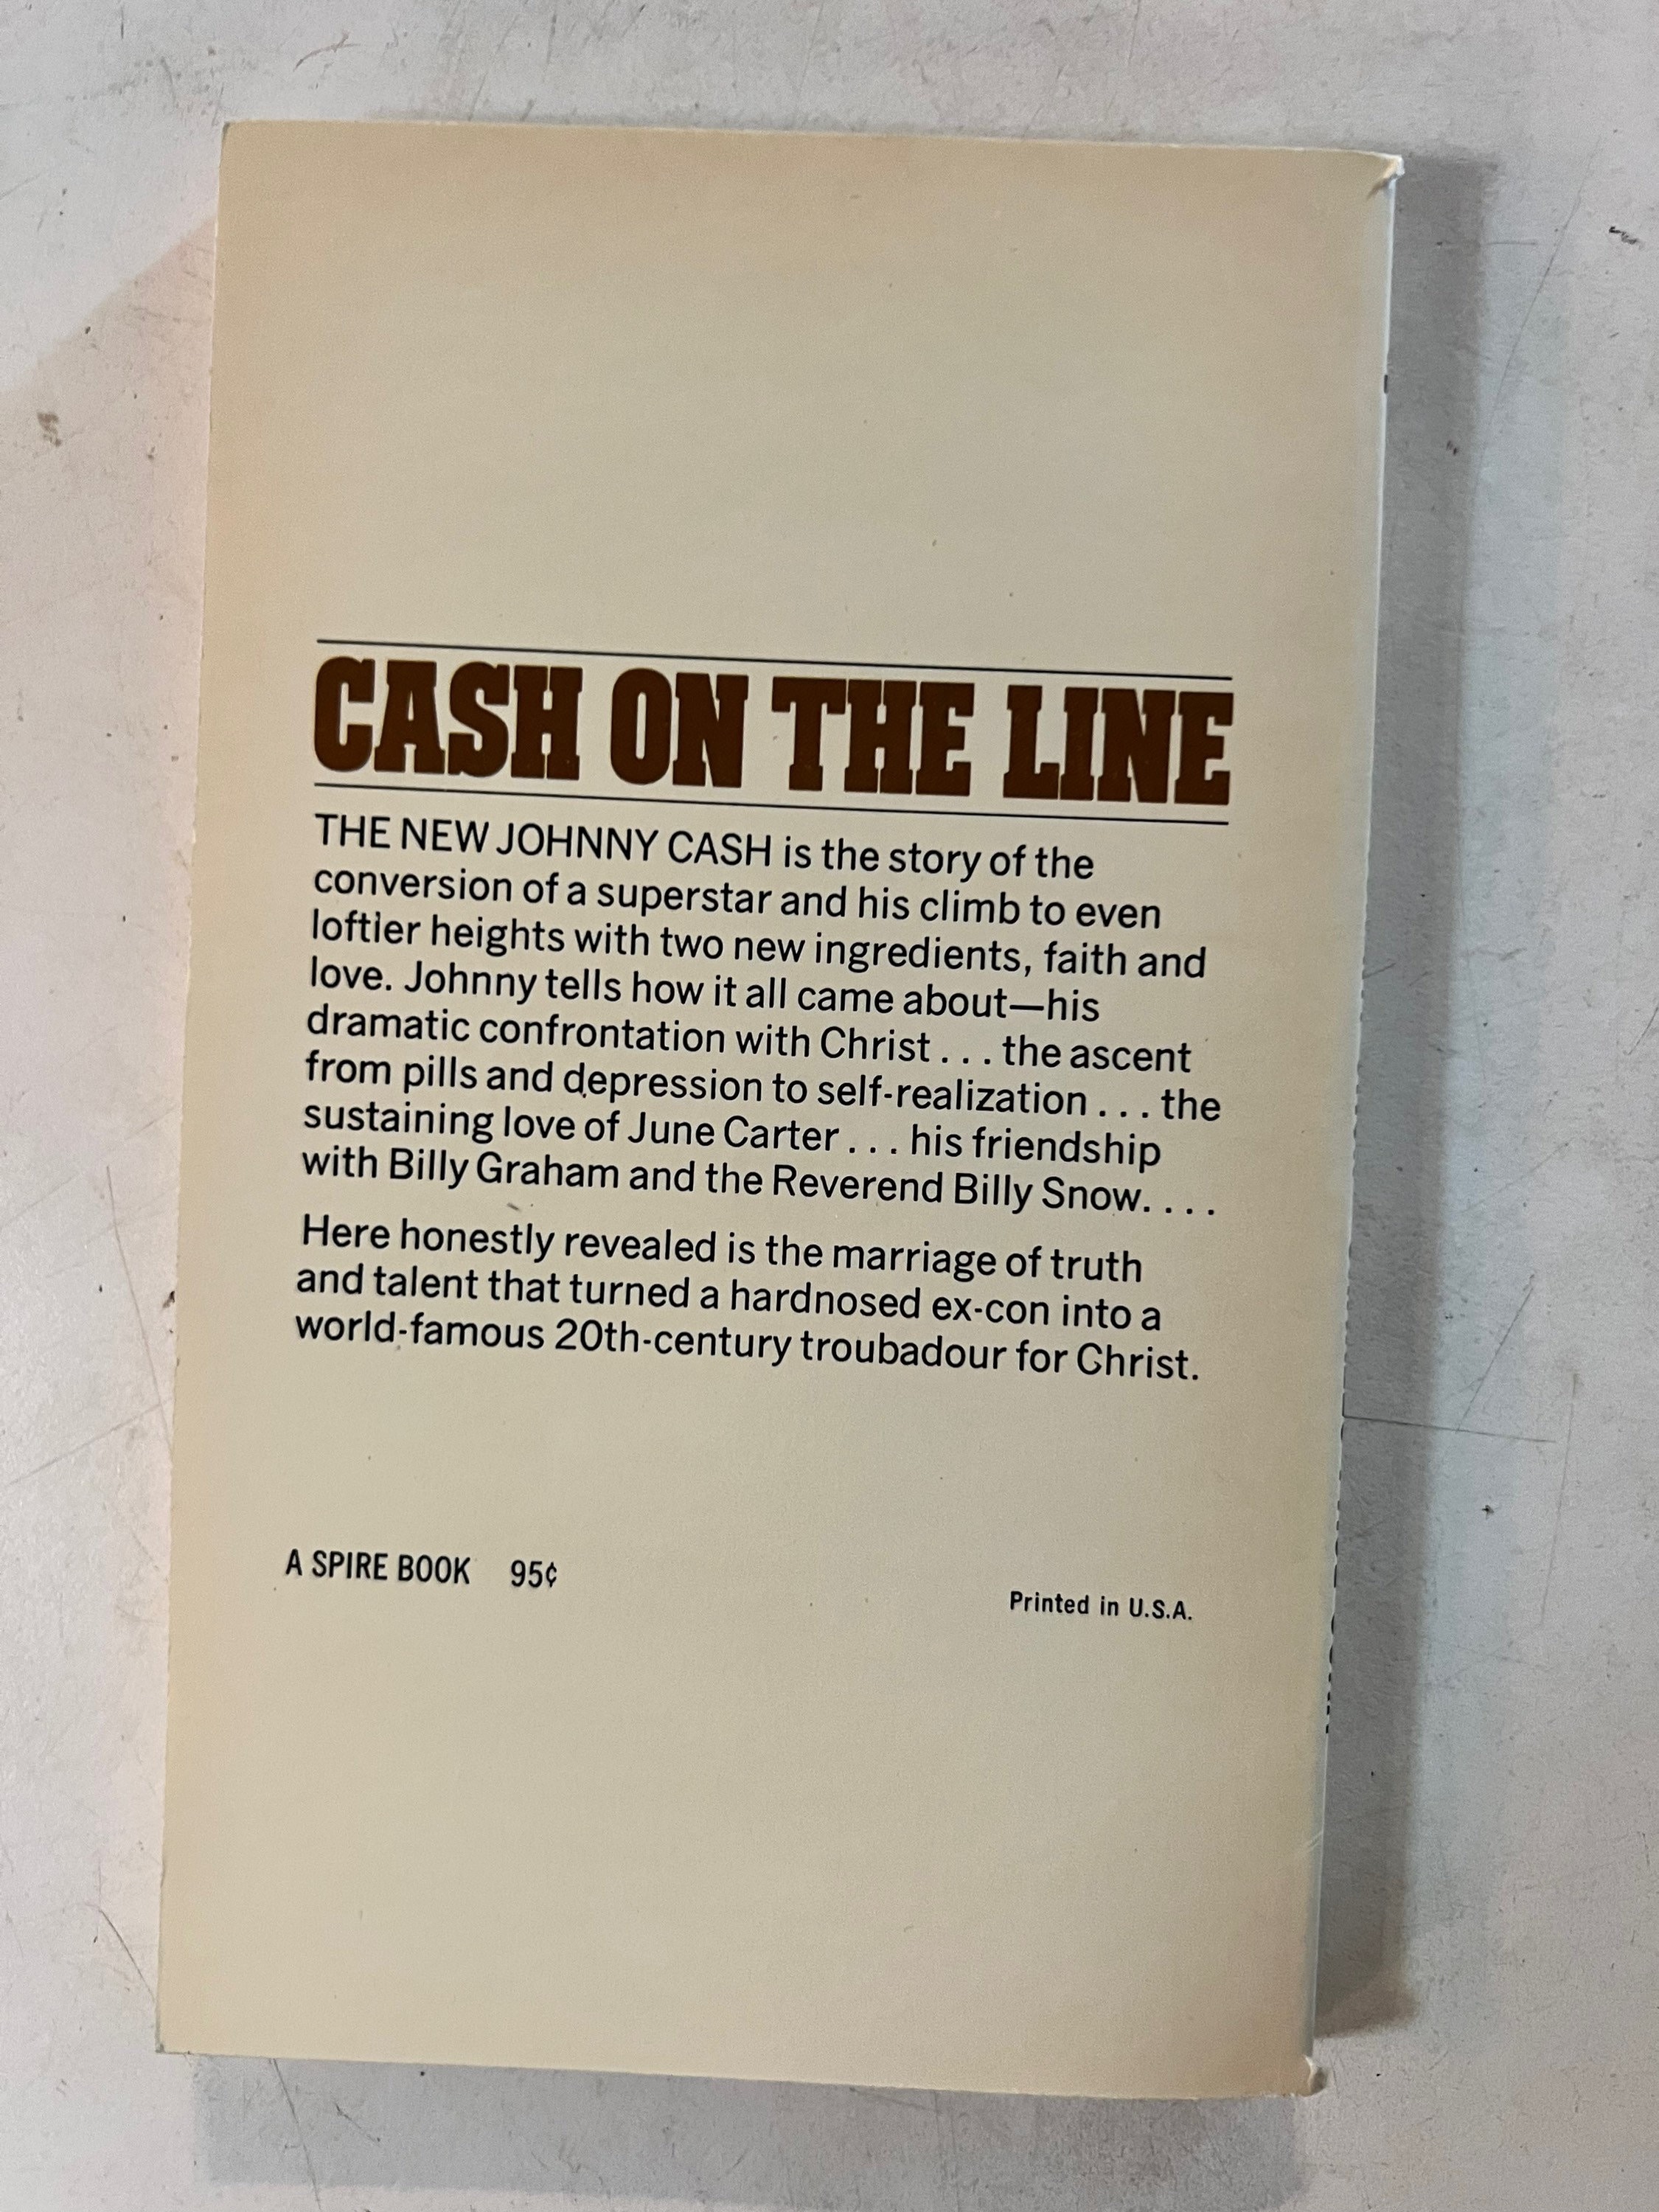 CASH ON THE LINE
THE NEW JOHNNY CASH is the story of the
conversion of a superstar and his climb to even
loftier heights with two new ingredients, faith and
love. Johnny tells how it all came about—his
dramatic confrontation with Christ . . . the ascent
from pills and depression to self-realization . . . the
sustaining love of June Carter . . . his friendship
with Billy Graham and the Reverend Billy Snow. . . .
Here honestly revealed is the marriage of truth
and talent that turned a hardnosed ex-con into a
world-famous 20th-century troubadour for Christ.
A SPIRE BOOK 95¢
Printed in U.S.A.